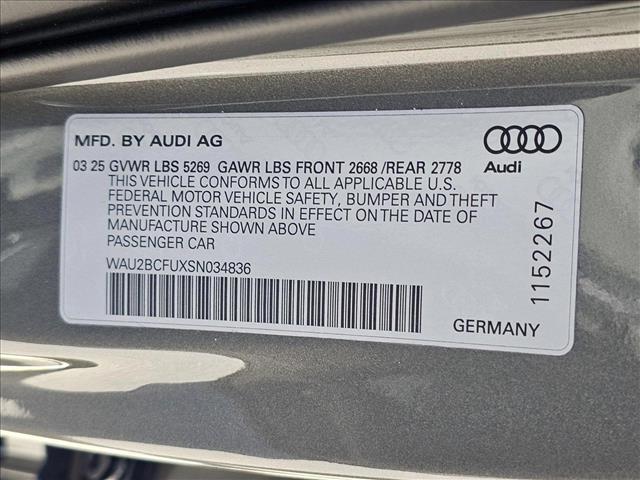 MFD. BY AUDI AG
Audi
03 25 GVWR LBS 5269 GAWR LBS FRONT 2668 /REAR 2778
THIS VEHICLE CONFORMS TO ALL APPLICABLE U.S.
FEDERAL MOTOR VEHICLE SAFETY, BUMPER AND THEFT
PREVENTION STANDARDS IN EFFECT ON THE DATE OF
MANUFACTURE SHOWN ABOVE
PASSENGER CAR
WAU2BCFUXSN034836
1152267
GERMANY